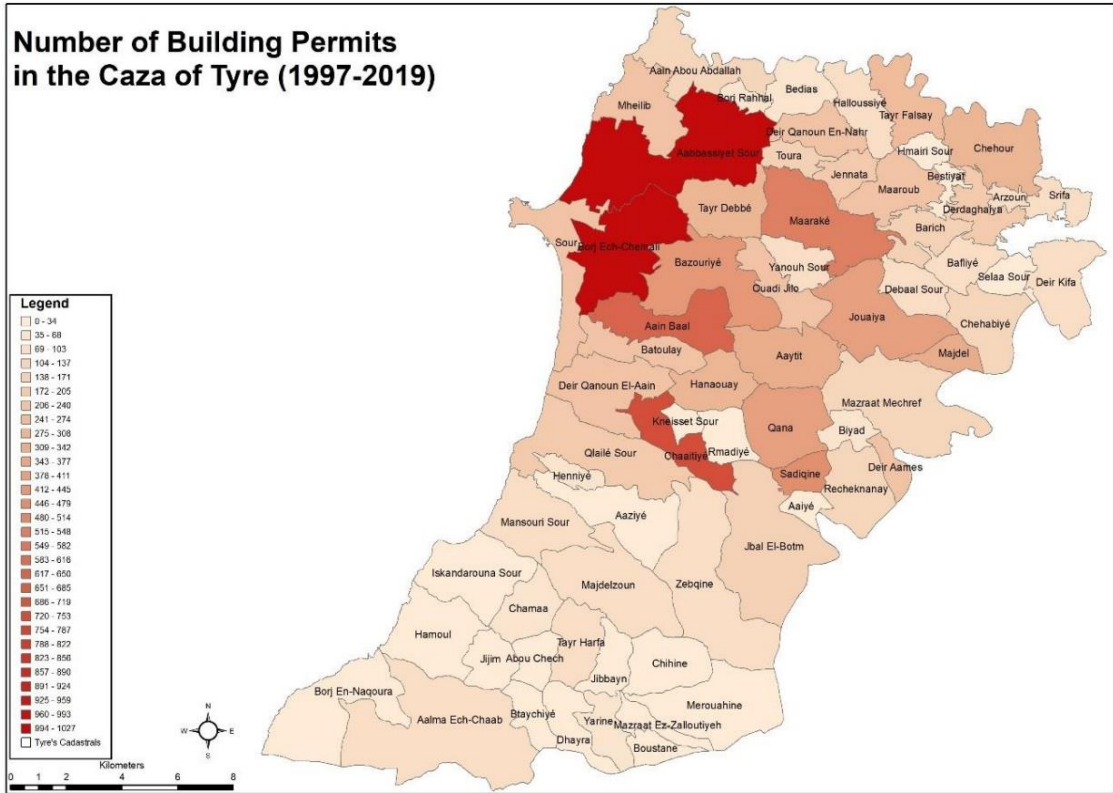 Number of Building Permits
in the Caza of Tyre (1997-2019)
Aain Abou Abdallah
Borj Rahhal
Bedias
Mheilib
Halloussiyé
Tayr Falsay
Aabbassiyet Sour
Deir Qanoun En-Nahr
Hmairi Sour
Chehour
Toura
Jennata
Bestiyat
Maaroub
Arzoun
Srifa
Derdaghaiya
Tayr Debbé
Maaraké
Barich
Sour
Borj Ech-Chemali
Bazouriyé
Yanouh Sour
Bafliyé
Selaa Sour
Deir Kifa
Ouadi Jilo
Debaal Sour
Aain Baal
Jouaiya
Chehabiyé
Batoulay
Aaytit
Majdel
Deir Qanoun El-Aain
Hanaouay
Mazraat Mechref
Kneisset Sour
Qana
Biyad
Qlailé Sour
Chaaitiyé
Rmadiyé
Deir Aames
Henniyé
Sadiqine
Recheknanay
Aaziyé
Aaiyé
Mansouri Sour
Jbal El-Botm
Iskandarouna Sour
Majdelzoun
Zebqine
Chamaa
Hamoul
Tayr Harfa
Jijim
Abou Chech
Chihine
Jibbayn
Borj En-Naqoura
Merouahine
Aalma Ech-Chaab
Btaychiyé
Yarine
Mazraat Ez-Zalloutiyeh
Dhayra
Boustane
Legend
0 - 34
35 - 68
69 - 103
104 - 137
138 - 171
172 - 205
206 - 240
241 - 274
275 - 308
309 - 342
343 - 377
378 - 411
412 - 445
446 - 479
480 - 514
515 - 548
549 - 582
583 - 616
617 - 650
651 - 685
686 - 719
720 - 753
754 - 787
788 - 822
823 - 856
857 - 890
891 - 924
925 - 959
960 - 993
994 - 1027
Tyre's Cadastrals
Kilometers
0 1 2 4 6 8
N
W E
S